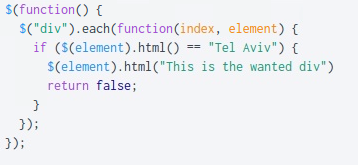 $(function() {
  $("div").each(function(index, element) {
    if ($(element).html() == "Tel Aviv") {
      $(element).html("This is the wanted div")
      return false;
    }
  });
});